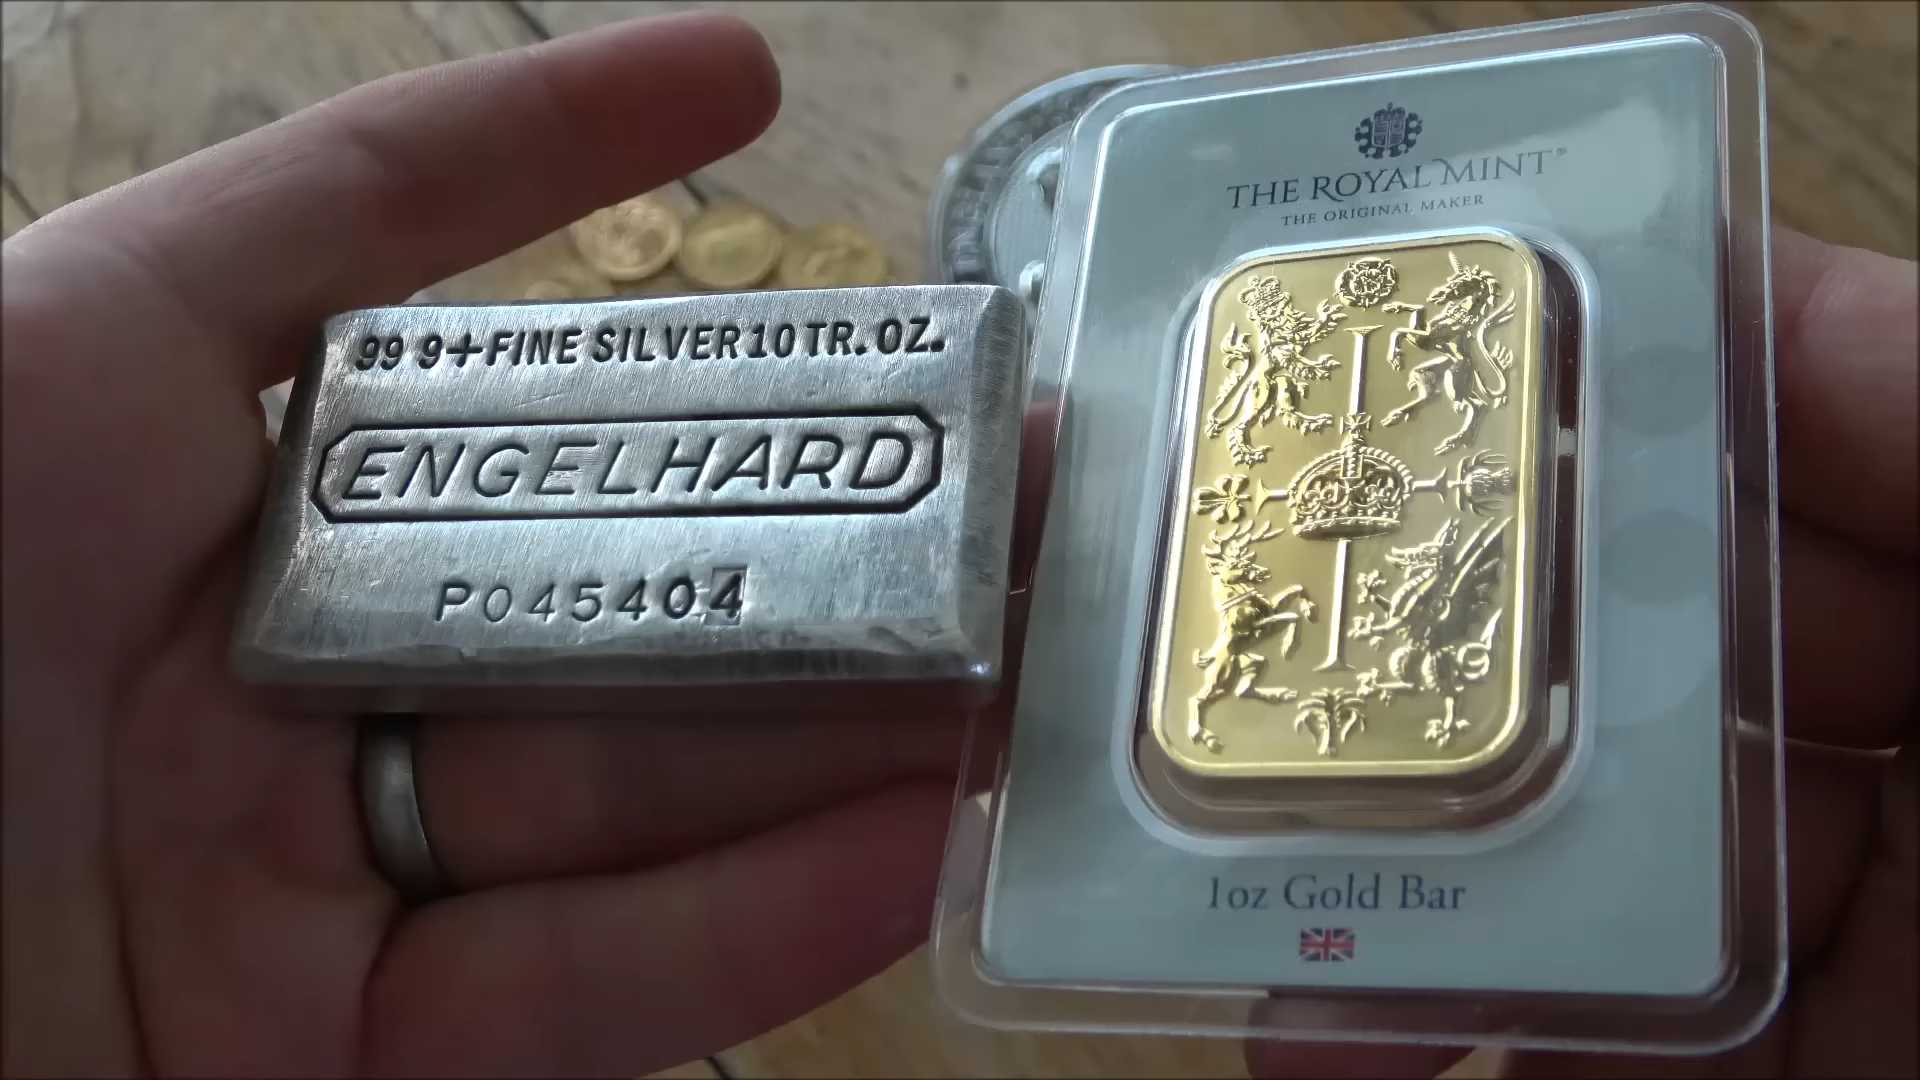 99 9+FINE SILVER 10 TR. OZ.
ENGELHARD
P045404
THE ROYAL MINT®
THE ORIGINAL MAKER
1oz Gold Bar